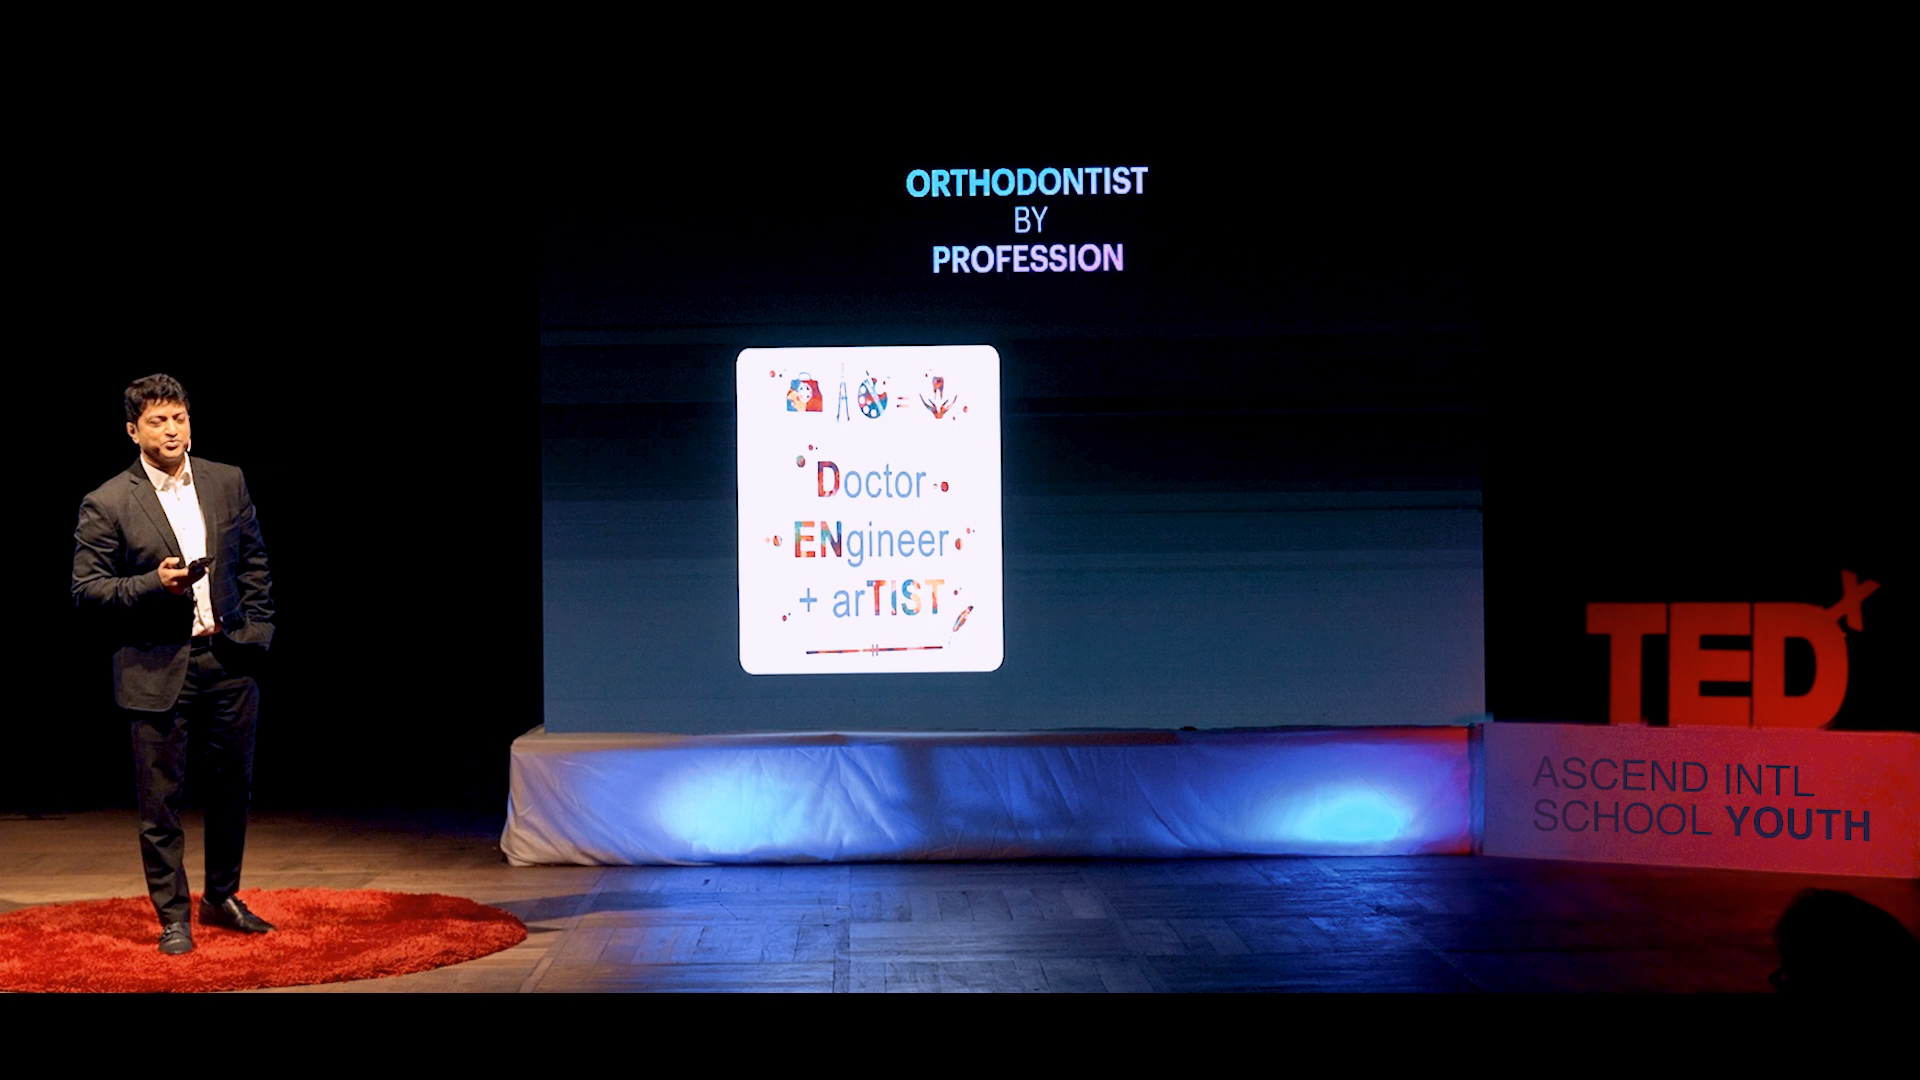 ORTHODONTIST
BY
PROFESSION
=
Doctor
ENgineer
+ arTIST
TEDx
ASCEND INTL
SCHOOL YOUTH